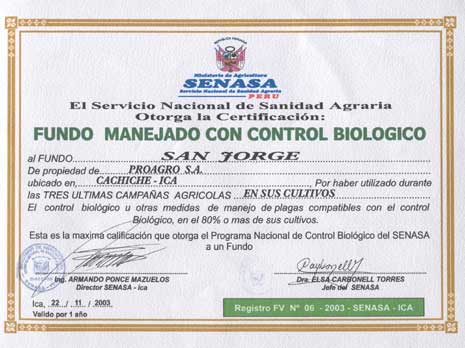 REPUBLICA PERUANA
Ministerio de Agricultura
SENASA
Servicio Nacional de Sanidad Agraria
PERU
El Servicio Nacional de Sanidad Agraria
Otorga la Certificación:
FUNDO MANEJADO CON CONTROL BIOLOGICO
al FUNDO SAN JORGE
De propiedad de PROAGRO S.A.
ubicado en, CACHICHE - ICA , Por haber utilizado durante
las TRES ULTIMAS CAMPAÑAS AGRICOLAS EN SUS CULTIVOS
El control biológico u otras medidas de manejo de plagas compatibles con el control
Biológico, en el 80% o mas de sus cultivos.
Esta es la maxima calificación que otorga el Programa Nacional de Control Biológico del SENASA
a un Fundo
Ing. ARMANDO PONCE MAZUELOS
Director SENASA - Ica
Dra. ELSA CARBONELL TORRES
Jefe del SENASA
Ica, 22 / 11 / 2003
Valido por 1 año
Registro FV Nº 06 - 2003 - SENASA - ICA